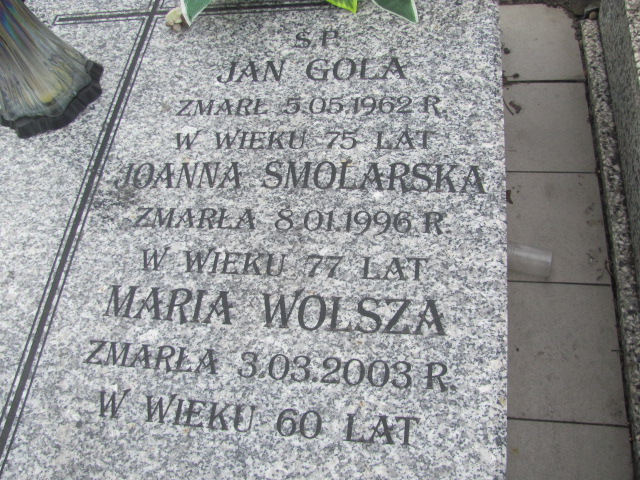 Ś.P.
JAN GOLA
ZMARŁ 5.05.1962 R.
W WIEKU 75 LAT
JOANNA SMOLARSKA
ZMARŁA 8.01.1996 R.
W WIEKU 77 LAT
MARIA WOLSZA
ZMARŁA 3.03.2003 R.
W WIEKU 60 LAT